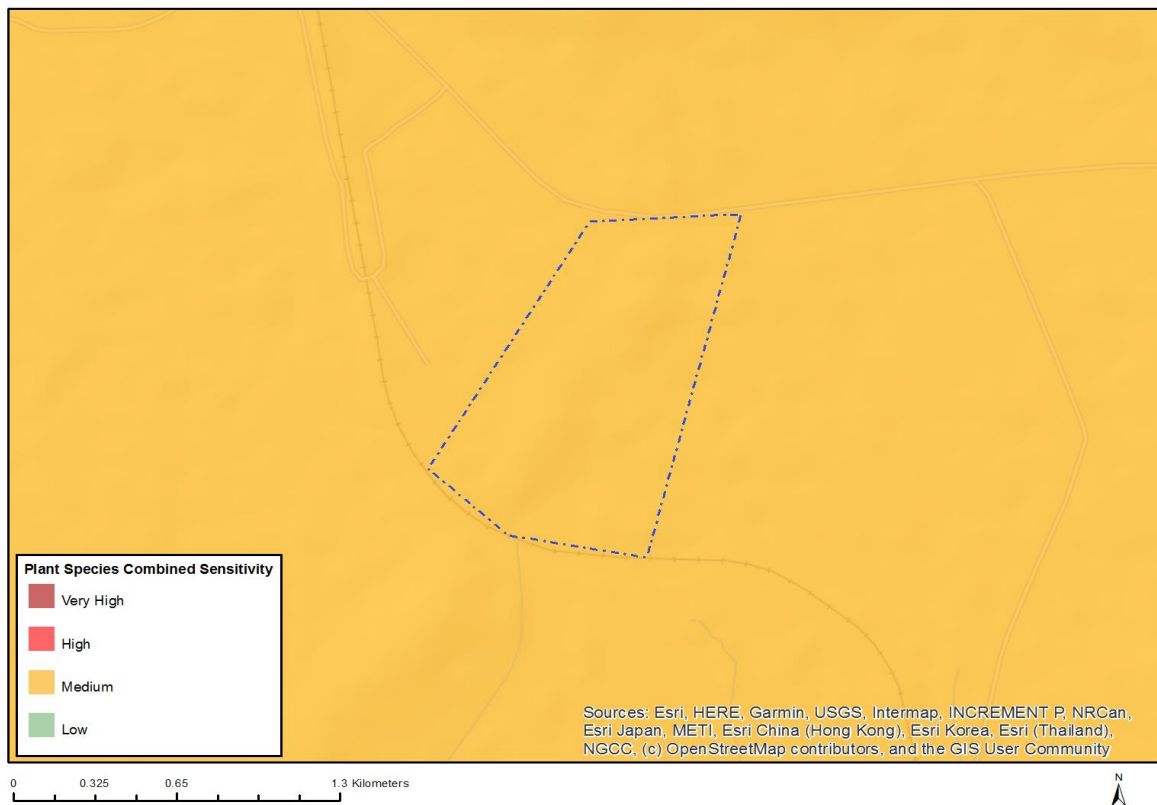 Plant Species Combined Sensitivity
Very High
High
Medium
Low
Sources: Esri, HERE, Garmin, USGS, Intermap, INCREMENT P, NRCan,
Esri Japan, METI, Esri China (Hong Kong), Esri Korea, Esri (Thailand),
NGCC, (c) OpenStreetMap contributors, and the GIS User Community
0 0.325 0.65 1.3 Kilometers
N